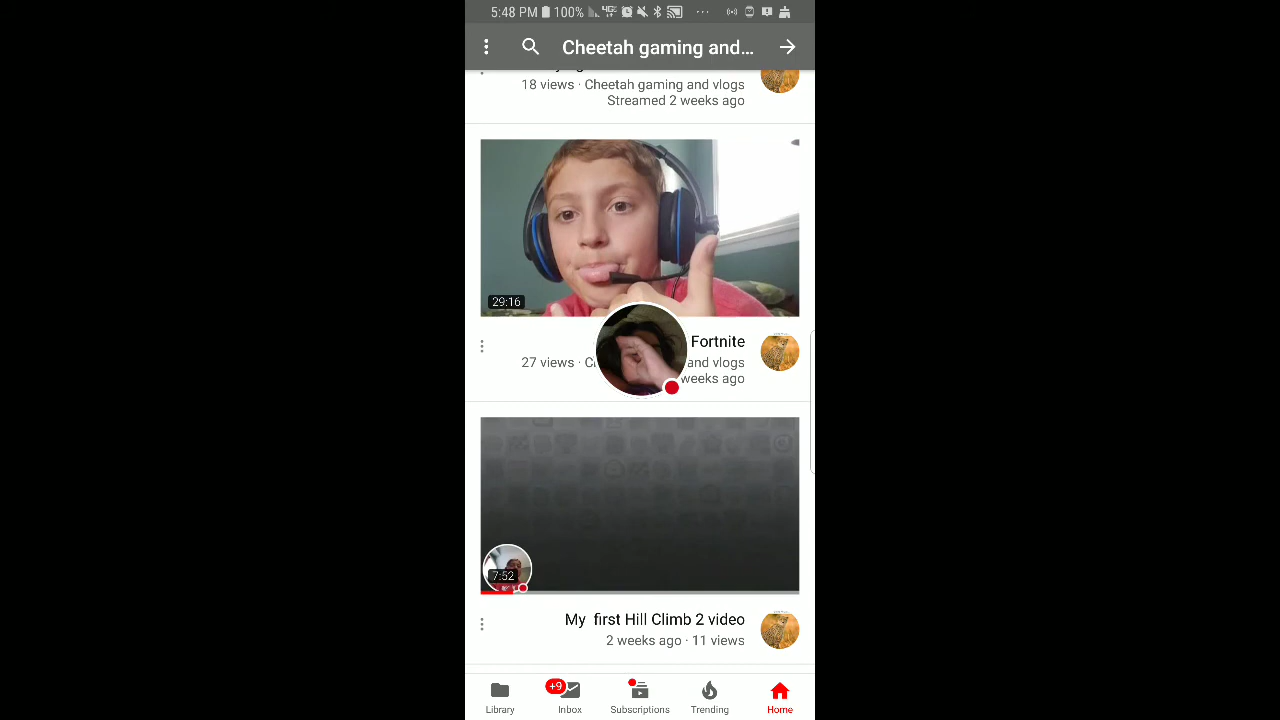 5:48 PM 100% 4G
Cheetah gaming and...
18 views · Cheetah gaming and vlogs
Streamed 2 weeks ago
29:16
Fortnite
27 views · and vlogs
weeks ago
7:52
My first Hill Climb 2 video
2 weeks ago · 11 views
+9
Library Inbox Subscriptions Trending Home